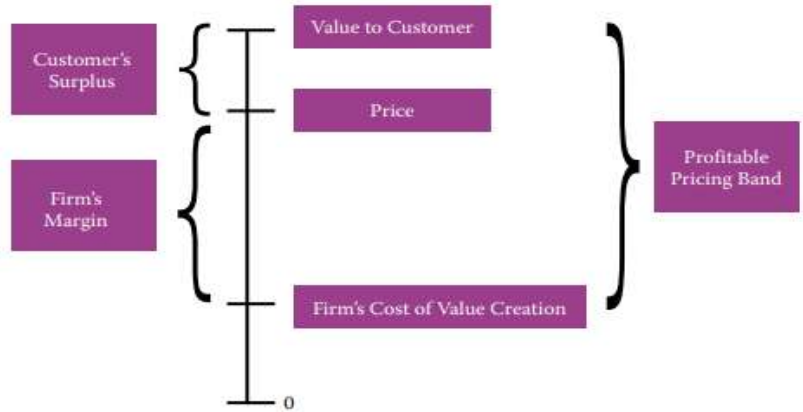 Value to Customer
Customer's
Surplus
Price
Profitable
Pricing Band
Firm's
Margin
Firm's Cost of Value Creation
0